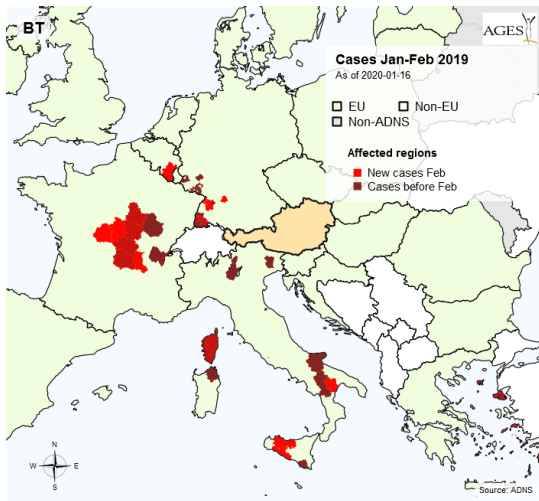 BT
AGES
Cases Jan-Feb 2019
As of 2020-01-16
EU Non-EU
Non-ADNS
Affected regions
New cases Feb
Cases before Feb
N
W E
S
Source: ADNS